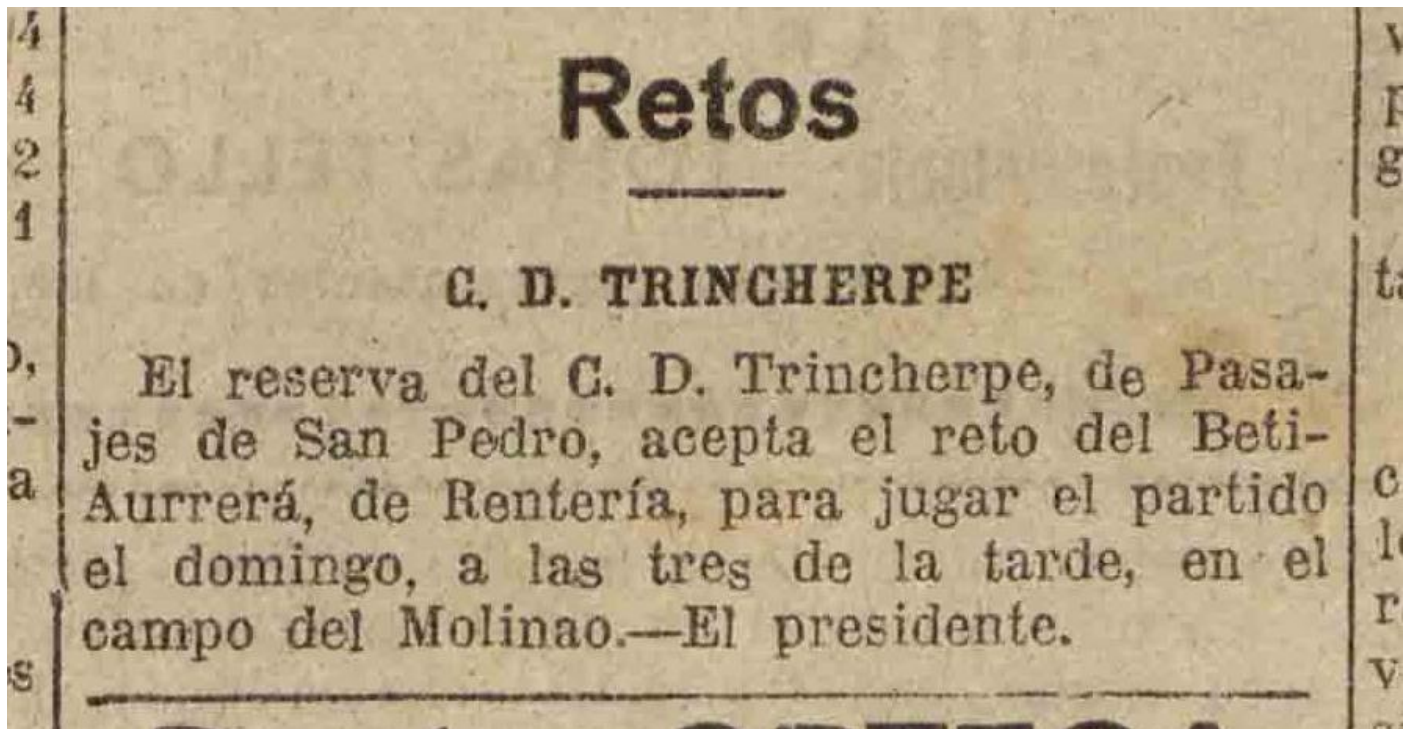 Retos
C. D. TRINCHERPE
El reserva del C. D. Trincherpe, de Pasa-
jes de San Pedro, acepta el reto del Beti-
Aurrerá, de Rentería, para jugar el partido
el domingo, a las tres de la tarde, en el
campo del Molinao.—El presidente.